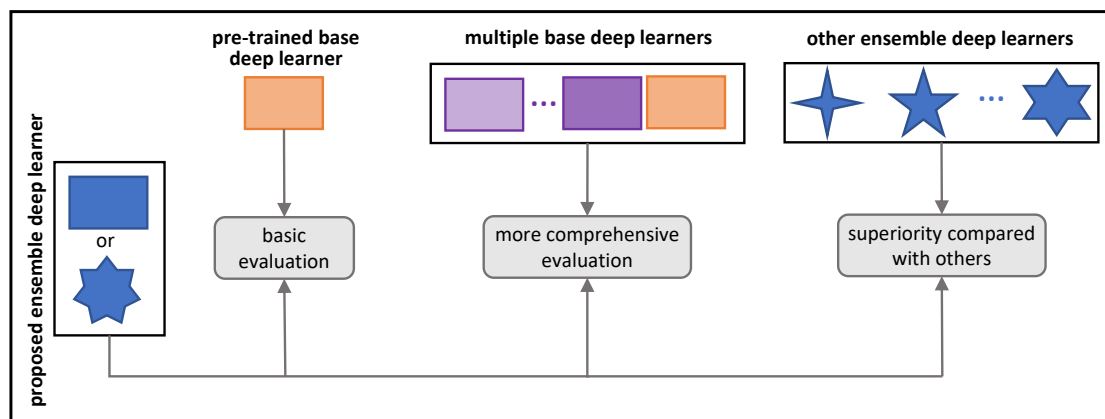 pre-trained base
deep learner
multiple base deep learners
other ensemble deep learners
...
...
proposed ensemble deep learner
or
basic
evaluation
more comprehensive
evaluation
superiority compared
with others